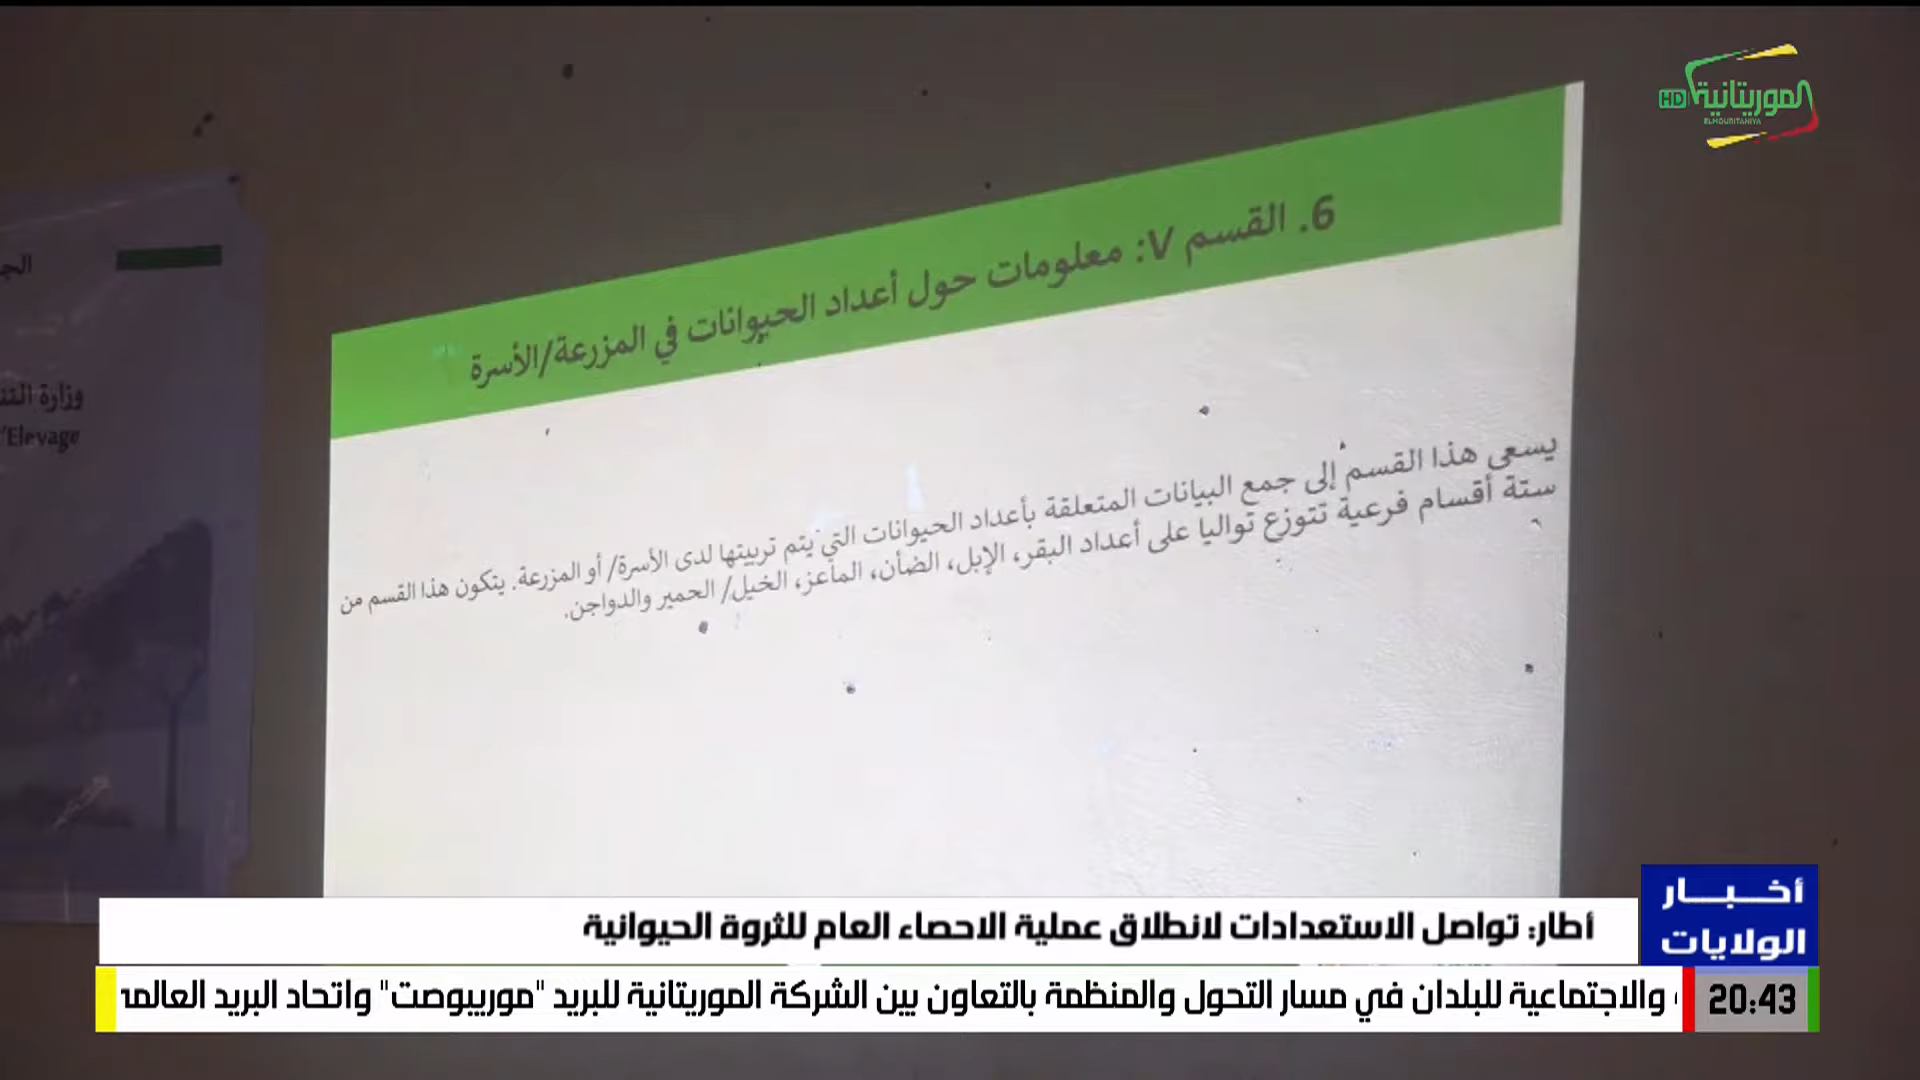 الموريتانية
HD
ELMOURITANIYA
6. القسم V: معلومات حول أعداد الحيوانات في المزرعة/الأسرة
يسعى هذا القسم إلى جمع البيانات المتعلقة بأعداد الحيوانات التي يتم تربيتها لدى الأسرة/ أو المزرعة. يتكون هذا القسم من
ستة أقسام فرعية تتوزع تواليا على أعداد البقر، الإبل، الضأن، الماعز، الخيل/ الحمير والدواجن.
وزارة
Elevage
أخبار
الولايات
أطار: تواصل الاستعدادات لانطلاق عملية الاحصاء العام للثروة الحيوانية
20:43
والاجتماعية للبلدان في مسار التحول والمنظمة بالتعاون بين الشركة الموريتانية للبريد "موريبوصت" واتحاد البريد العالم